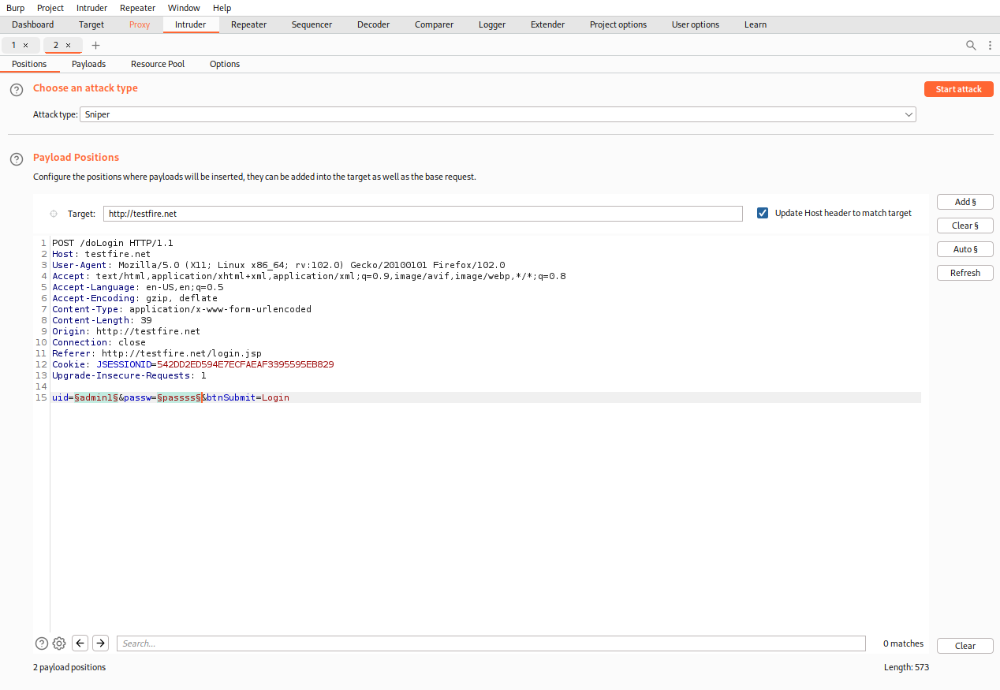 Burp Project Intruder Repeater Window Help
Dashboard Target Proxy Intruder Repeater Sequencer Decoder Comparer Logger Extender Project options User options Learn
1 × 2 × +
Positions Payloads Resource Pool Options
? Choose an attack type Start attack
Attack type: Sniper
? Payload Positions
Configure the positions where payloads will be inserted, they can be added into the target as well as the base request.
Target: http://testfire.net Update Host header to match target
Add §
Clear §
Auto §
Refresh
1 POST /doLogin HTTP/1.1
2 Host: testfire.net
3 User-Agent: Mozilla/5.0 (X11; Linux x86_64; rv:102.0) Gecko/20100101 Firefox/102.0
4 Accept: text/html,application/xhtml+xml,application/xml;q=0.9,image/avif,image/webp,*/*;q=0.8
5 Accept-Language: en-US,en;q=0.5
6 Accept-Encoding: gzip, deflate
7 Content-Type: application/x-www-form-urlencoded
8 Content-Length: 39
9 Origin: http://testfire.net
10 Connection: close
11 Referer: http://testfire.net/login.jsp
12 Cookie: JSESSIONID=542DD2ED594E7ECFAEAF3395595EB829
13 Upgrade-Insecure-Requests: 1
14
15 uid=§admin1§&passw=§passss§&btnSubmit=Login
? Search... 0 matches Clear
2 payload positions Length: 573